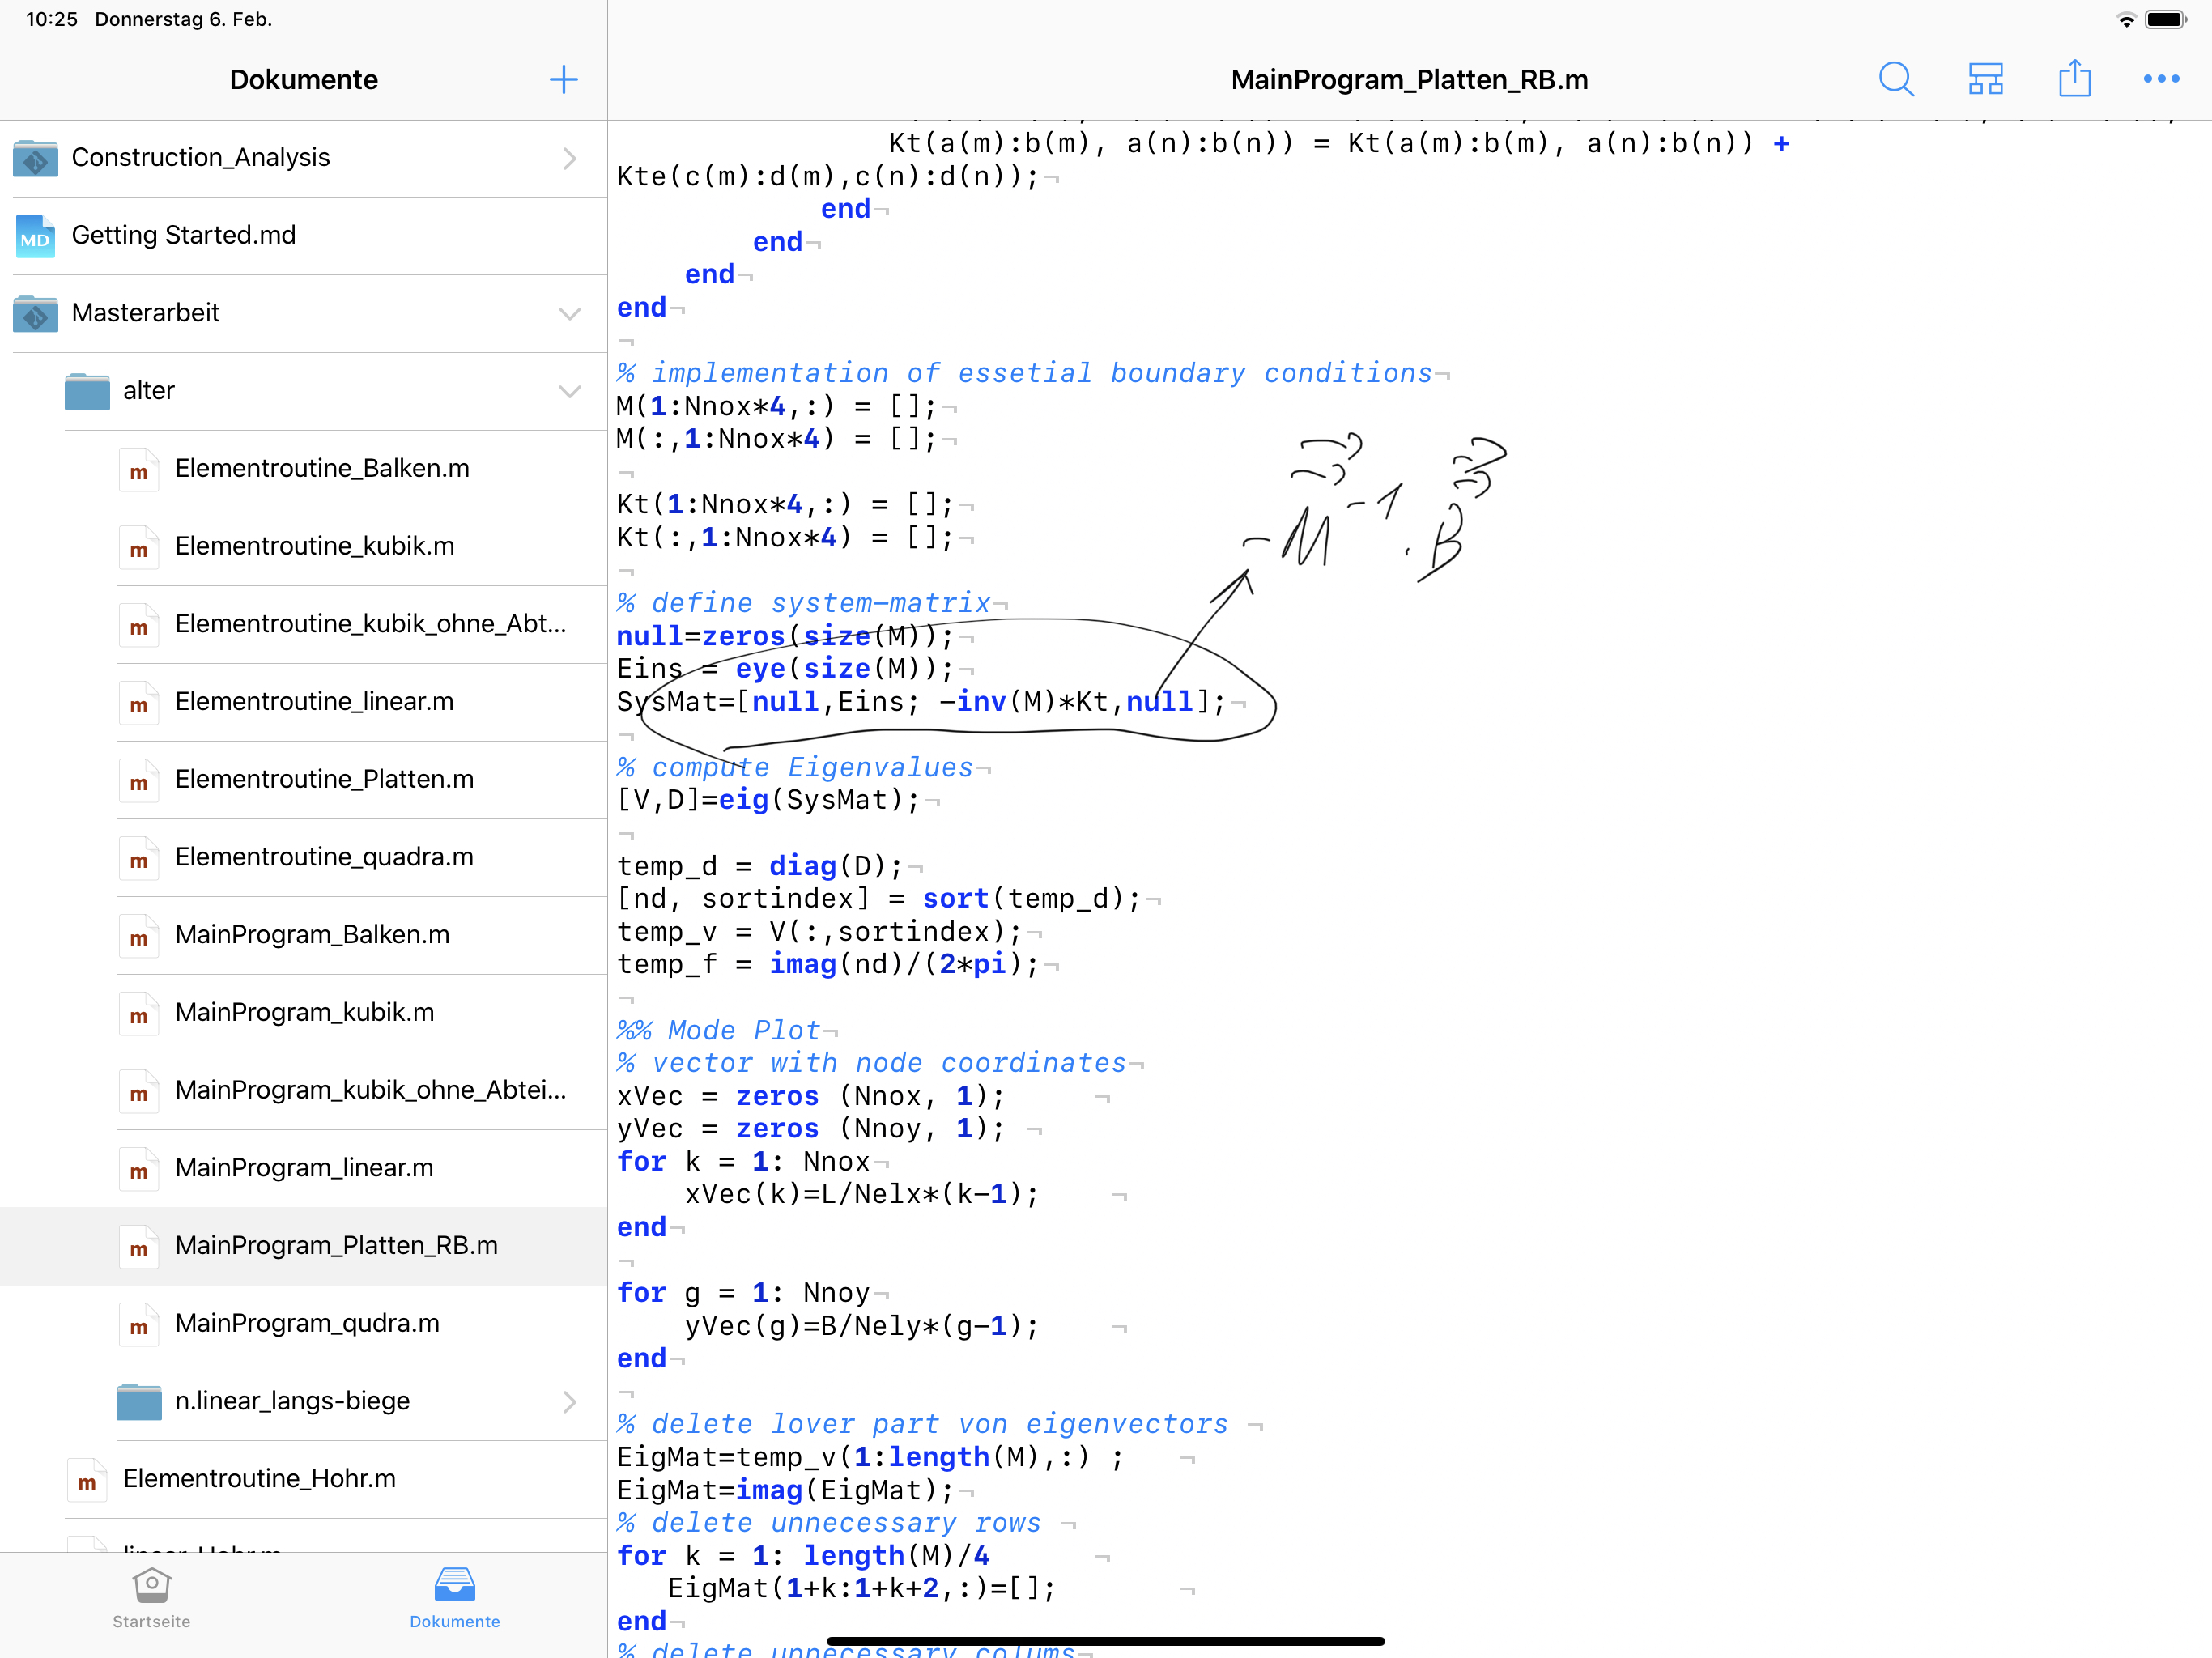 10:25 Donnerstag 6. Feb.
Dokumente
Construction_Analysis
MD Getting Started.md
Masterarbeit
alter
m Elementroutine_Balken.m
m Elementroutine_kubik.m
m Elementroutine_kubik_ohne_Abt...
m Elementroutine_linear.m
m Elementroutine_Platten.m
m Elementroutine_quadra.m
m MainProgram_Balken.m
m MainProgram_kubik.m
m MainProgram_kubik_ohne_Abtei...
m MainProgram_linear.m
m MainProgram_Platten_RB.m
m MainProgram_qudra.m
n.linear_langs-biege
m Elementroutine_Hohr.m
Startseite
Dokumente
MainProgram_Platten_RB.m
Kt(a(m):b(m), a(n):b(n)) = Kt(a(m):b(m), a(n):b(n)) +
Kte(c(m):d(m),c(n):d(n));¬
end¬
end¬
end¬
end¬
¬
% implementation of essetial boundary conditions¬
M(1:Nnox*4,:) = [];¬
M(:,1:Nnox*4) = [];¬
¬
Kt(1:Nnox*4,:) = [];¬
Kt(:,1:Nnox*4) = [];¬
¬
-M-1 . B
% define system-matrix¬
null=zeros(size(M));¬
Eins = eye(size(M));¬
SysMat=[null,Eins; -inv(M)*Kt,null];¬
¬
% compute Eigenvalues¬
[V,D]=eig(SysMat);¬
¬
temp_d = diag(D);¬
[nd, sortindex] = sort(temp_d);¬
temp_v = V(:,sortindex);¬
temp_f = imag(nd)/(2*pi);¬
¬
%% Mode Plot¬
% vector with node coordinates¬
xVec = zeros (Nnox, 1); ¬
yVec = zeros (Nnoy, 1); ¬
for k = 1: Nnox¬
xVec(k)=L/Nelx*(k-1); ¬
end¬
¬
for g = 1: Nnoy¬
yVec(g)=B/Nely*(g-1); ¬
end¬
¬
% delete lover part von eigenvectors ¬
EigMat=temp_v(1:length(M),:) ; ¬
EigMat=imag(EigMat);¬
% delete unnecessary rows ¬
for k = 1: length(M)/4 ¬
EigMat(1+k:1+k+2,:)=[]; ¬
end¬
% delete unnecessary colums¬